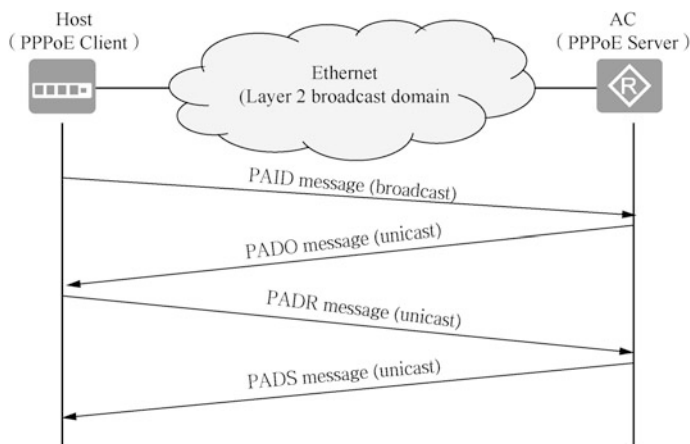 Host
( PPPoE Client )
AC
( PPPoE Server )
Ethernet
(Layer 2 broadcast domain
R
PAID message (broadcast)
PADO message (unicast)
PADR message (unicast)
PADS message (unicast)